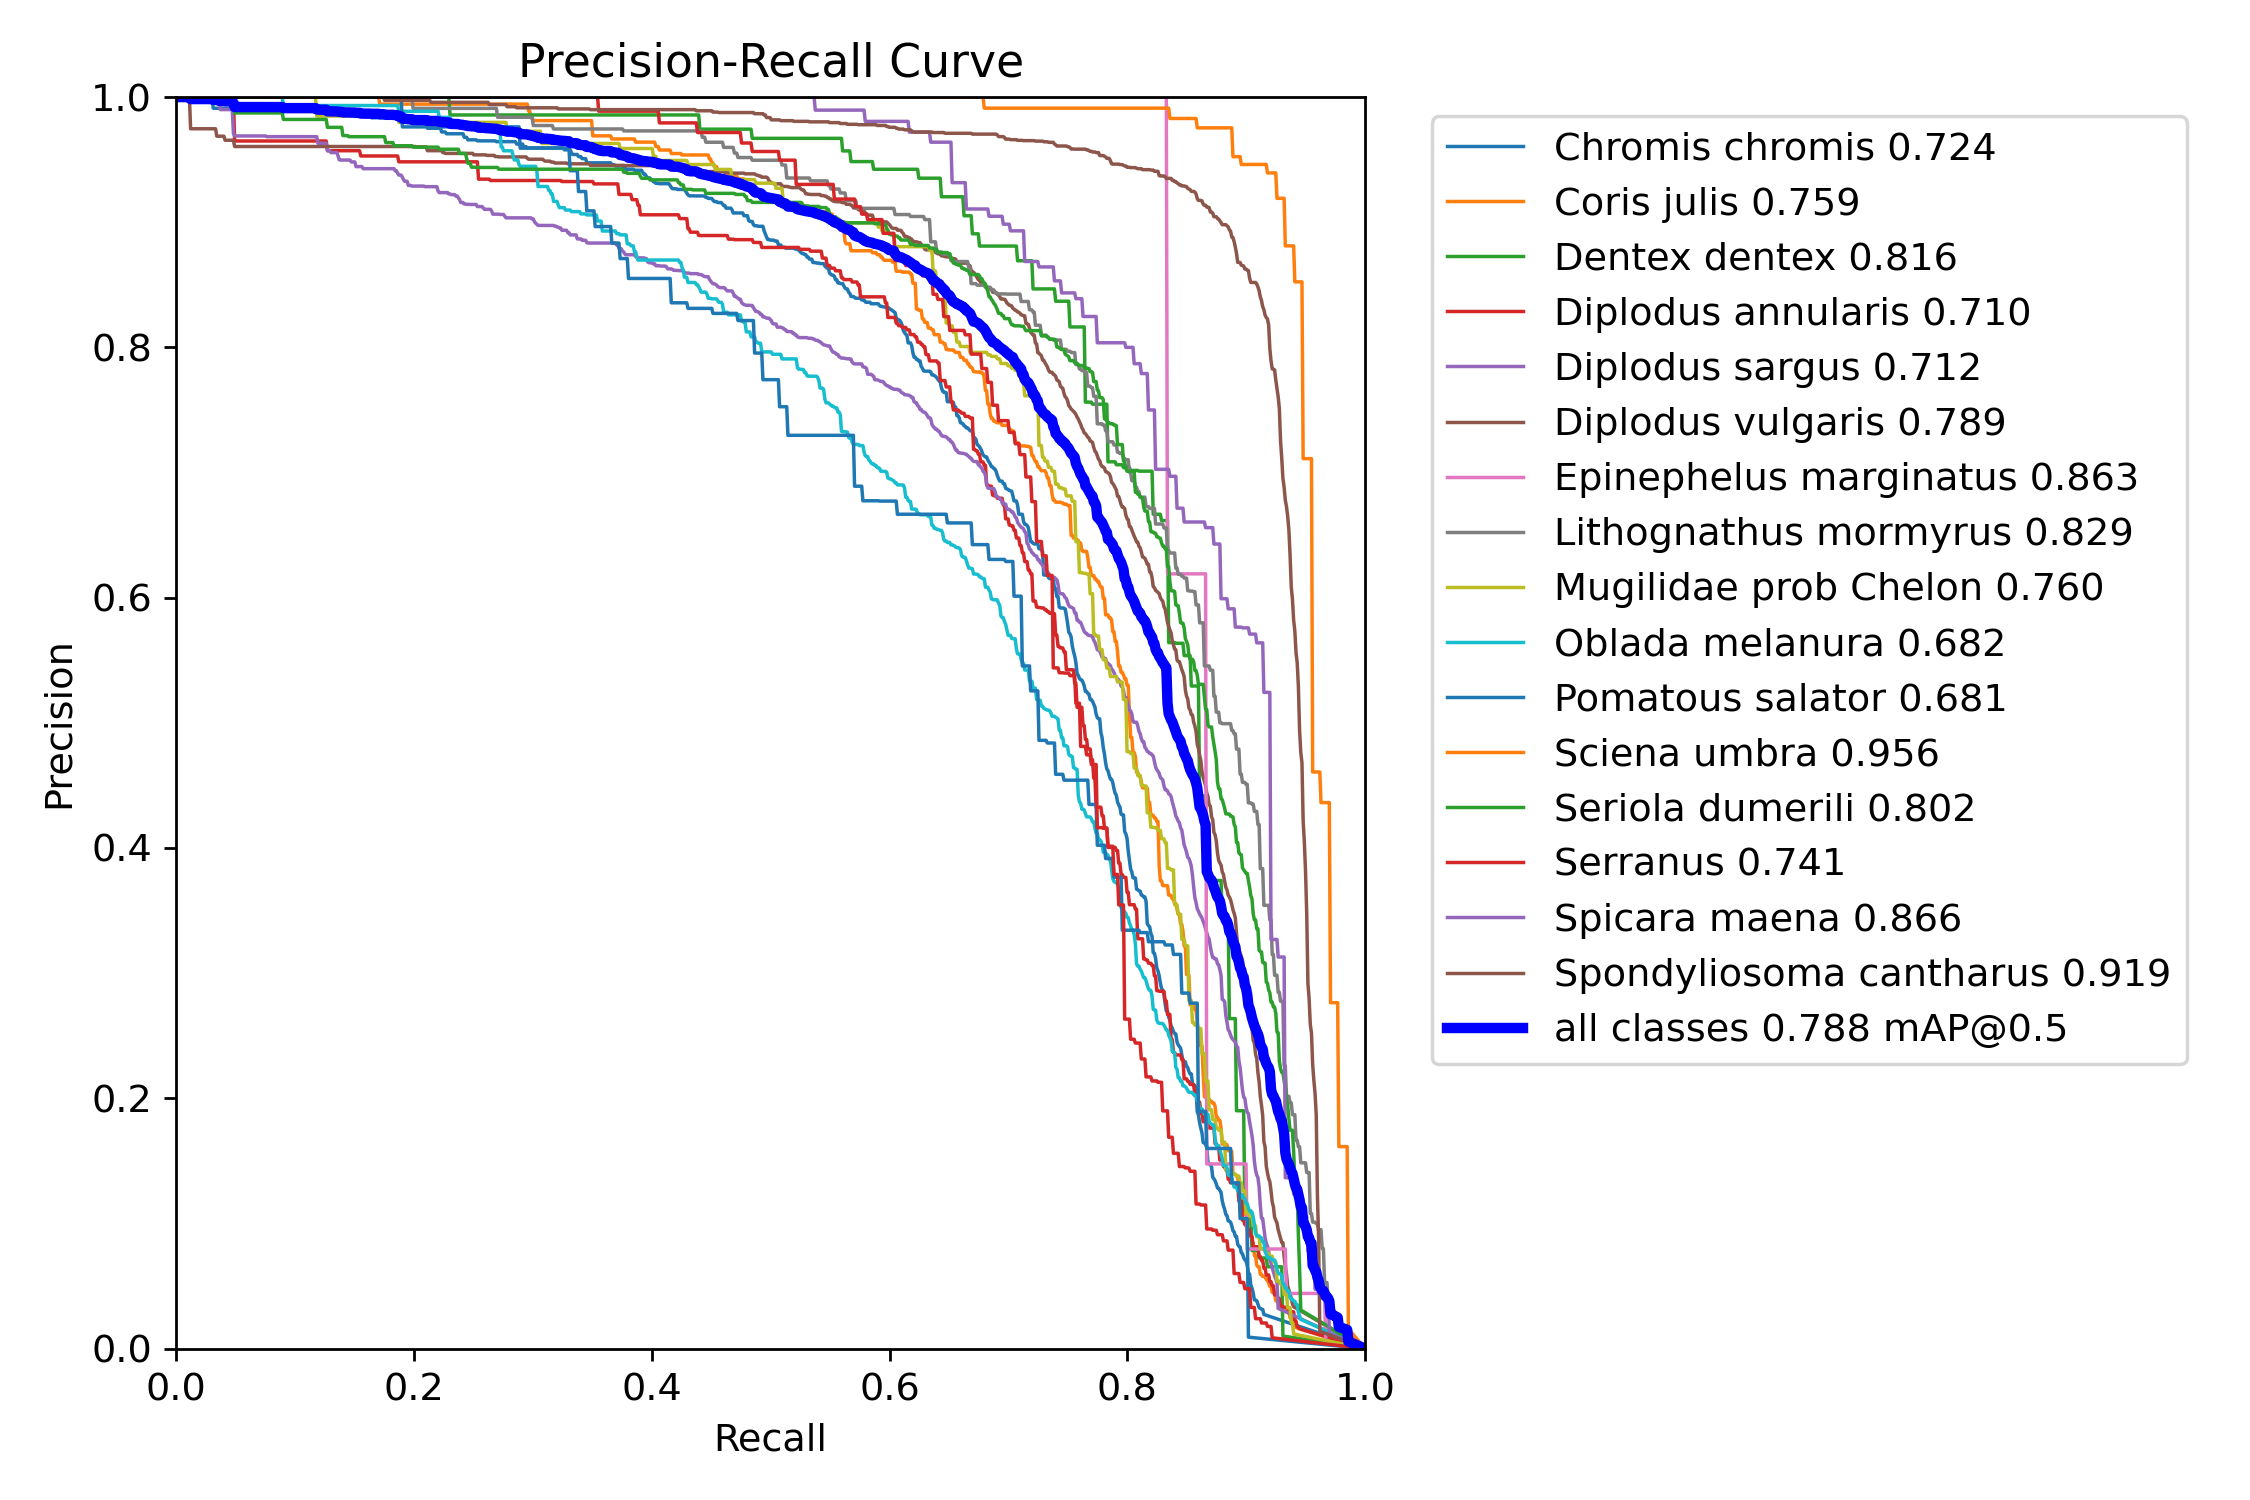 Precision-Recall Curve
1.0
0.8
0.6
0.4
0.2
0.0
Precision
0.0 0.2 0.4 0.6 0.8 1.0
Recall
Chromis chromis 0.724
Coris julis 0.759
Dentex dentex 0.816
Diplodus annularis 0.710
Diplodus sargus 0.712
Diplodus vulgaris 0.789
Epinephelus marginatus 0.863
Lithognathus mormyrus 0.829
Mugilidae prob Chelon 0.760
Oblada melanura 0.682
Pomatous salator 0.681
Sciena umbra 0.956
Seriola dumerili 0.802
Serranus 0.741
Spicara maena 0.866
Spondyliosoma cantharus 0.919
all classes 0.788 mAP@0.5